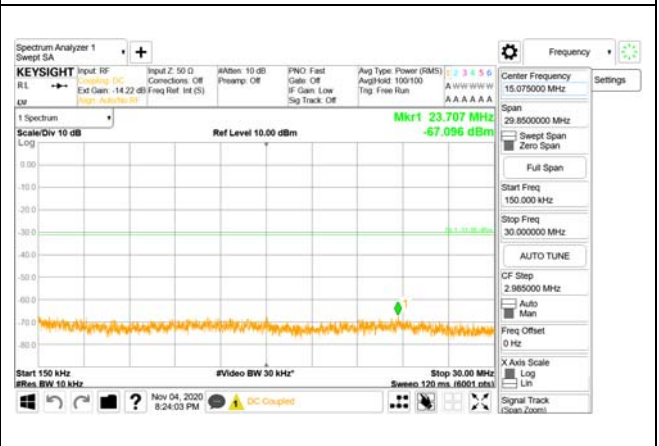 Spectrum Analyzer 1
Swept SA
+
Frequency
KEYSIGHT
RL
Input: RF
Coupling: DC
Ext Gain: -14.22 dB
Align: Auto/No RF
Input Z: 50 Ω
Corrections: Off
Freq Ref: Int (S)
#Atten: 10 dB
Preamp: Off
PNO: Fast
Gate: Off
IF Gain: Low
Sig Track: Off
Avg Type: Power (RMS)
Avg|Hold: 100/100
Trig: Free Run
1 2 3 4 5 6
A W W W W W
A A A A A A
Center Frequency
15.075000 MHz
Settings
1 Spectrum
Scale/Div 10 dB
Ref Level 10.00 dBm
Mkr1 23.707 MHz
-67.096 dBm
Log
0.00
-10.0
-20.0
-30.0
-40.0
-50.0
-60.0
-70.0
-80.0
1
Start 150 kHz
#Res BW 10 kHz
#Video BW 30 kHz*
Stop 30.00 MHz
Sweep 120 ms (6001 pts)
Span
29.8500000 MHz
Swept Span
Zero Span
Full Span
Start Freq
150.000 kHz
Stop Freq
30.000000 MHz
AUTO TUNE
CF Step
2.985000 MHz
Auto
Man
Freq Offset
0 Hz
X Axis Scale
Log
Lin
Signal Track
(Span Zoom)
?
Nov 04, 2020
8:24:03 PM
1
DC Coupled